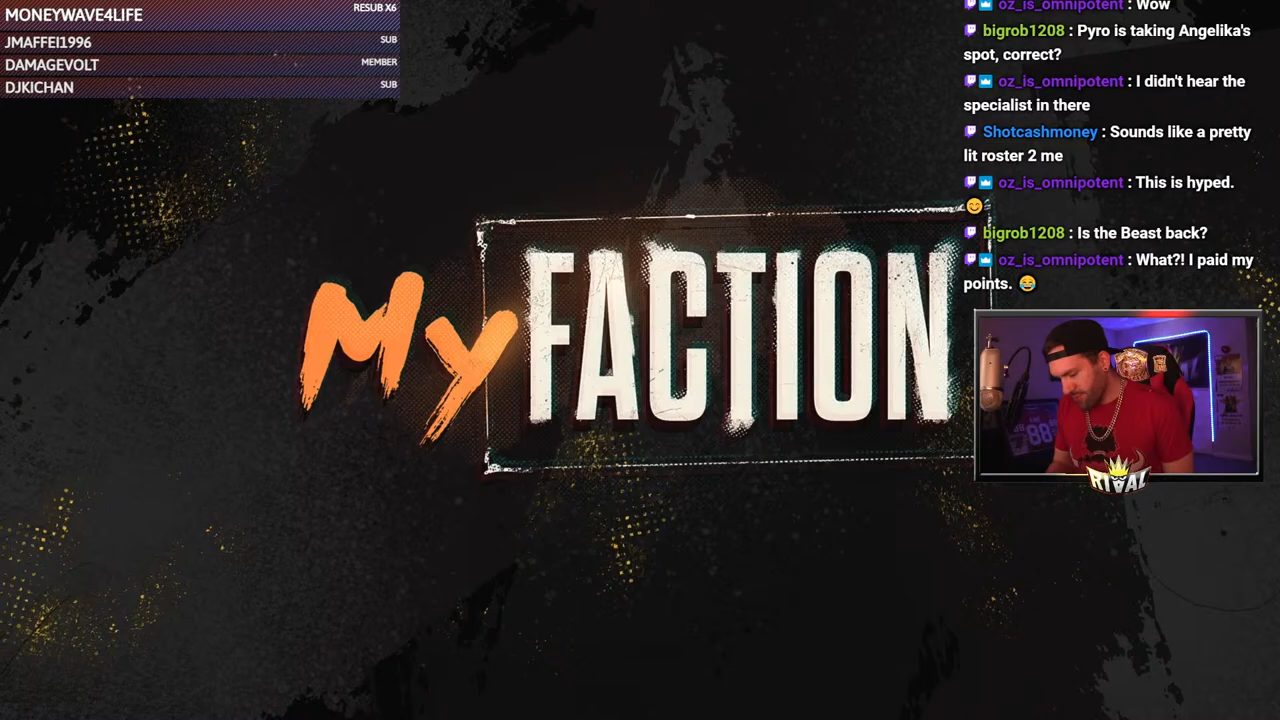 MONEYWAVE4LIFE RESUB X6
JMAFFEI1996 SUB
DAMAGEVOLT MEMBER
DJKICHAN SUB
oz_is_omnipotent : Wow
bigrob1208 : Pyro is taking Angelika's
spot, correct?
oz_is_omnipotent : I didn't hear the
specialist in there
Shotcashmoney : Sounds like a pretty
lit roster 2 me
oz_is_omnipotent : This is hyped.
😊
bigrob1208 : Is the Beast back?
oz_is_omnipotent : What?! I paid my
points. 😂
My FACTION
88
RIVAL